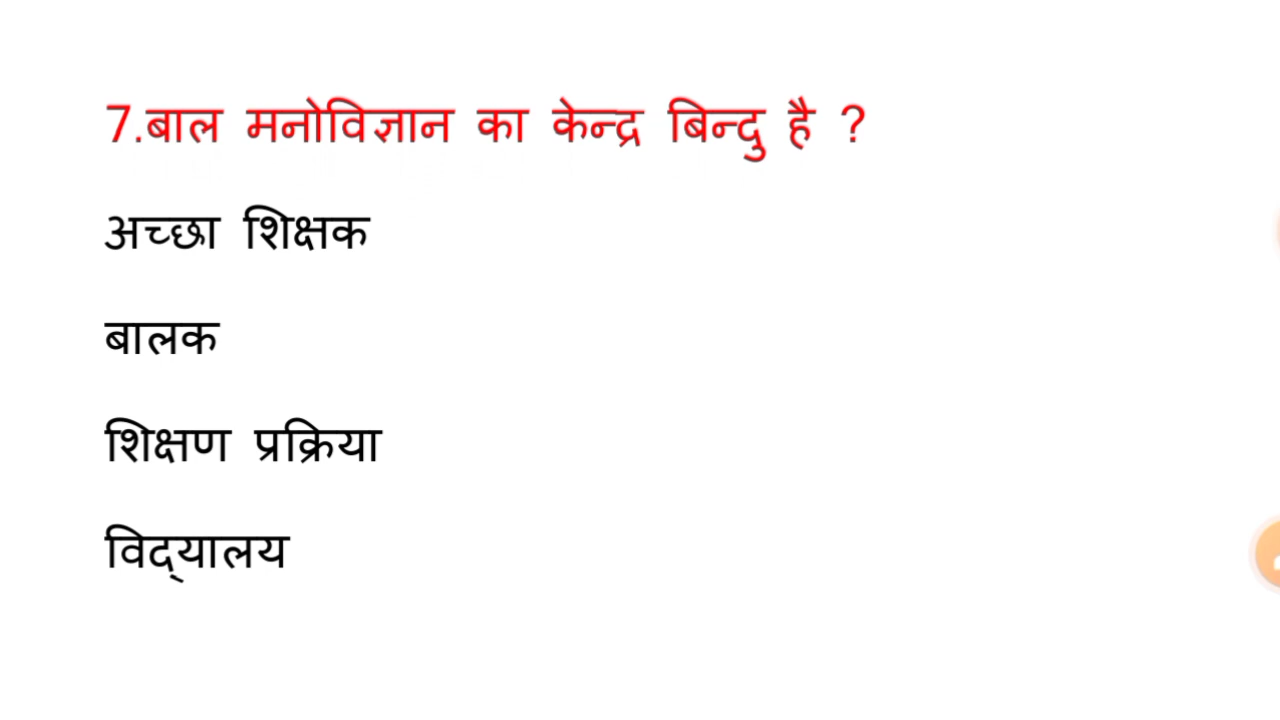 7.बाल मनोविज्ञान का केन्द्र बिन्दु है ?
अच्छा शिक्षक
बालक
शिक्षण प्रक्रिया
विद्यालय